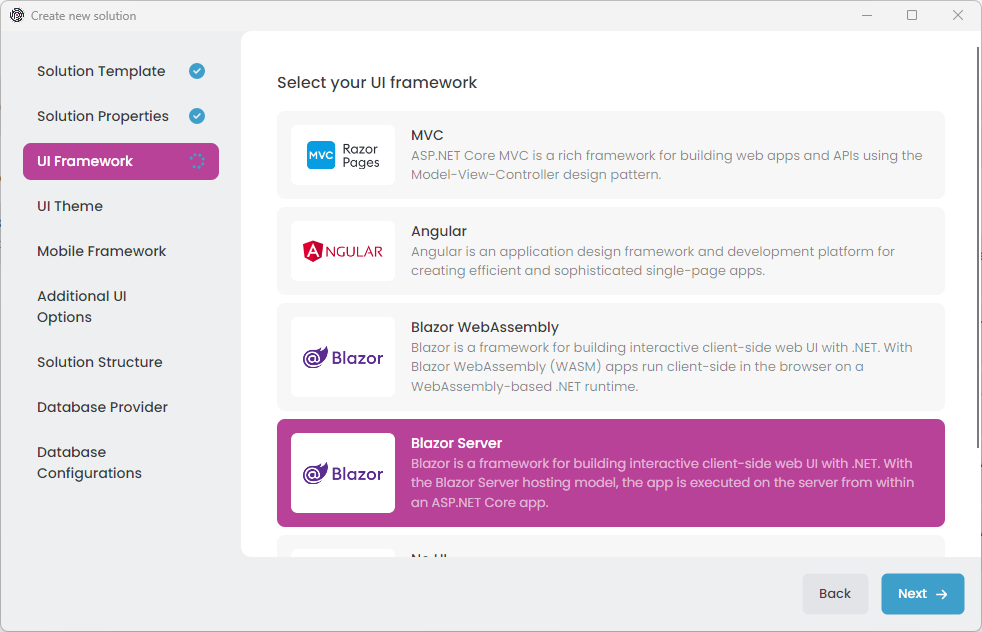 Create new solution
Solution Template
Solution Properties
UI Framework
UI Theme
Mobile Framework
Additional UI
Options
Solution Structure
Database Provider
Database
Configurations
Select your UI framework
MVC
Razor
Pages
MVC
ASP.NET Core MVC is a rich framework for building web apps and APIs using the
Model-View-Controller design pattern.
ANGULAR
Angular
Angular is an application design framework and development platform for
creating efficient and sophisticated single-page apps.
Blazor
Blazor WebAssembly
Blazor is a framework for building interactive client-side web UI with .NET. With
Blazor WebAssembly (WASM) apps run client-side in the browser on a
WebAssembly-based .NET runtime.
Blazor
Blazor Server
Blazor is a framework for building interactive client-side web UI with .NET. With
the Blazor Server hosting model, the app is executed on the server from within
an ASP.NET Core app.
No UI
Back
Next